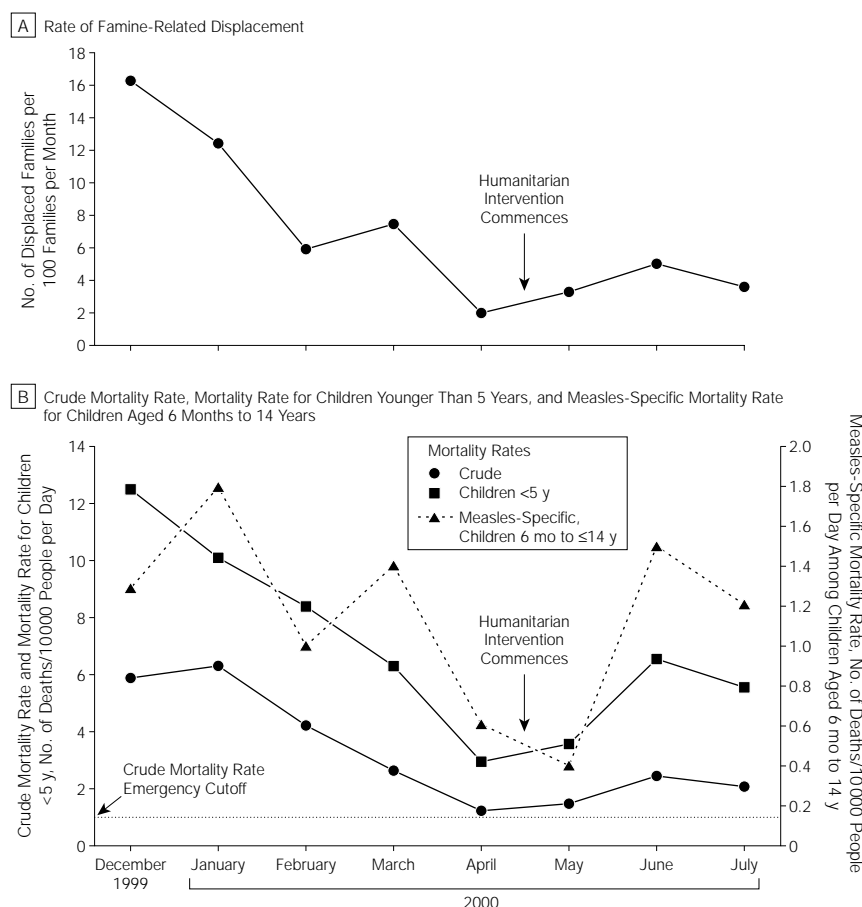 A Rate of Famine-Related Displacement
18
16
14
12
10
8
6
4
2
0
No. of Displaced Families per
100 Families per Month
Humanitarian
Intervention
Commences
B Crude Mortality Rate, Mortality Rate for Children Younger Than 5 Years, and Measles-Specific Mortality Rate
for Children Aged 6 Months to 14 Years
14
12
10
8
6
4
2
0
Crude Mortality Rate and Mortality Rate for Children
<5 y, No. of Deaths/10 000 People per Day
Mortality Rates
Crude
Children <5 y
Measles-Specific,
Children 6 mo to ≤14 y
Humanitarian
Intervention
Commences
Crude Mortality Rate
Emergency Cutoff
2.0
1.8
1.6
1.4
1.2
1.0
0.8
0.6
0.4
0.2
0
Measles-Specific Mortality Rate, No. of Deaths/10 000 People
per Day Among Children Aged 6 mo to 14 y
December January February March April May June July
1999
2000